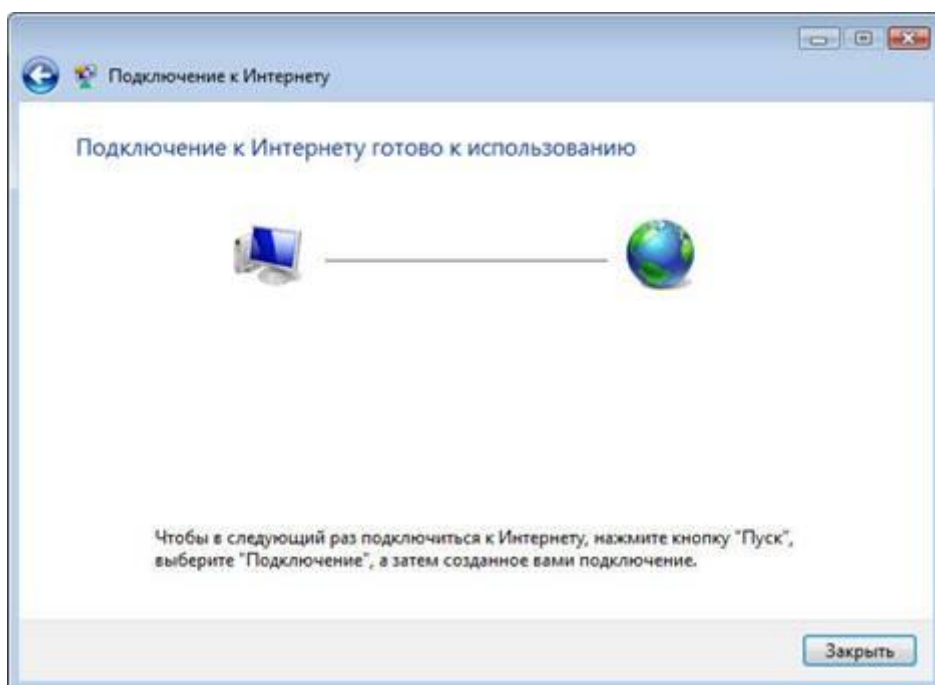 Подключение к Интернету
Подключение к Интернету готово к использованию
Чтобы в следующий раз подключиться к Интернету, нажмите кнопку "Пуск",
выберите "Подключение", а затем созданное вами подключение.
Закрыть